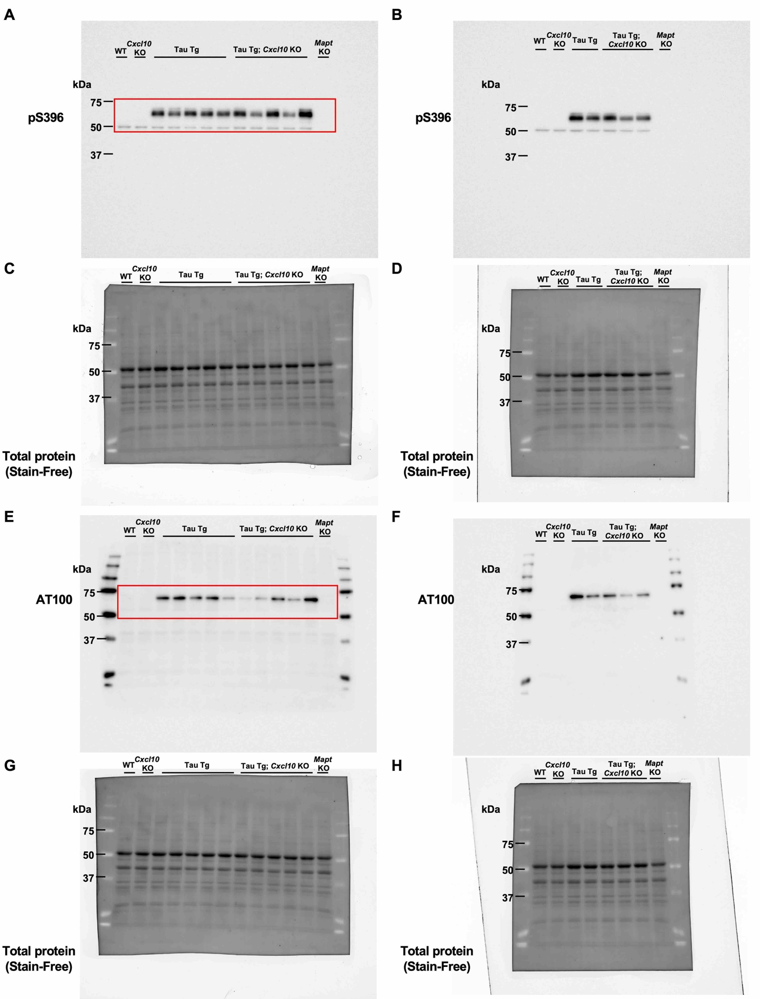 A
WT
Cxcl10
KO
Tau Tg
Tau Tg; Cxcl10 KO
Mapt
KO
kDa
75
50
37
pS396
B
WT
Cxcl10
KO
Tau Tg
Tau Tg;
Cxcl10 KO
Mapt
KO
kDa
75
50
37
pS396
C
WT
Cxcl10
KO
Tau Tg
Tau Tg; Cxcl10 KO
Mapt
KO
kDa
75
50
37
Total protein
(Stain-Free)
D
WT
Cxcl10
KO
Tau Tg
Tau Tg;
Cxcl10 KO
Mapt
KO
kDa
75
50
37
Total protein
(Stain-Free)
E
WT
Cxcl10
KO
Tau Tg
Tau Tg; Cxcl10 KO
Mapt
KO
kDa
75
50
37
AT100
F
WT
Cxcl10
KO
Tau Tg
Tau Tg;
Cxcl10 KO
Mapt
KO
kDa
75
50
37
AT100
G
WT
Cxcl10
KO
Tau Tg
Tau Tg; Cxcl10 KO
Mapt
KO
kDa
75
50
37
Total protein
(Stain-Free)
H
WT
Cxcl10
KO
Tau Tg
Tau Tg;
Cxcl10 KO
Mapt
KO
kDa
75
50
37
Total protein
(Stain-Free)